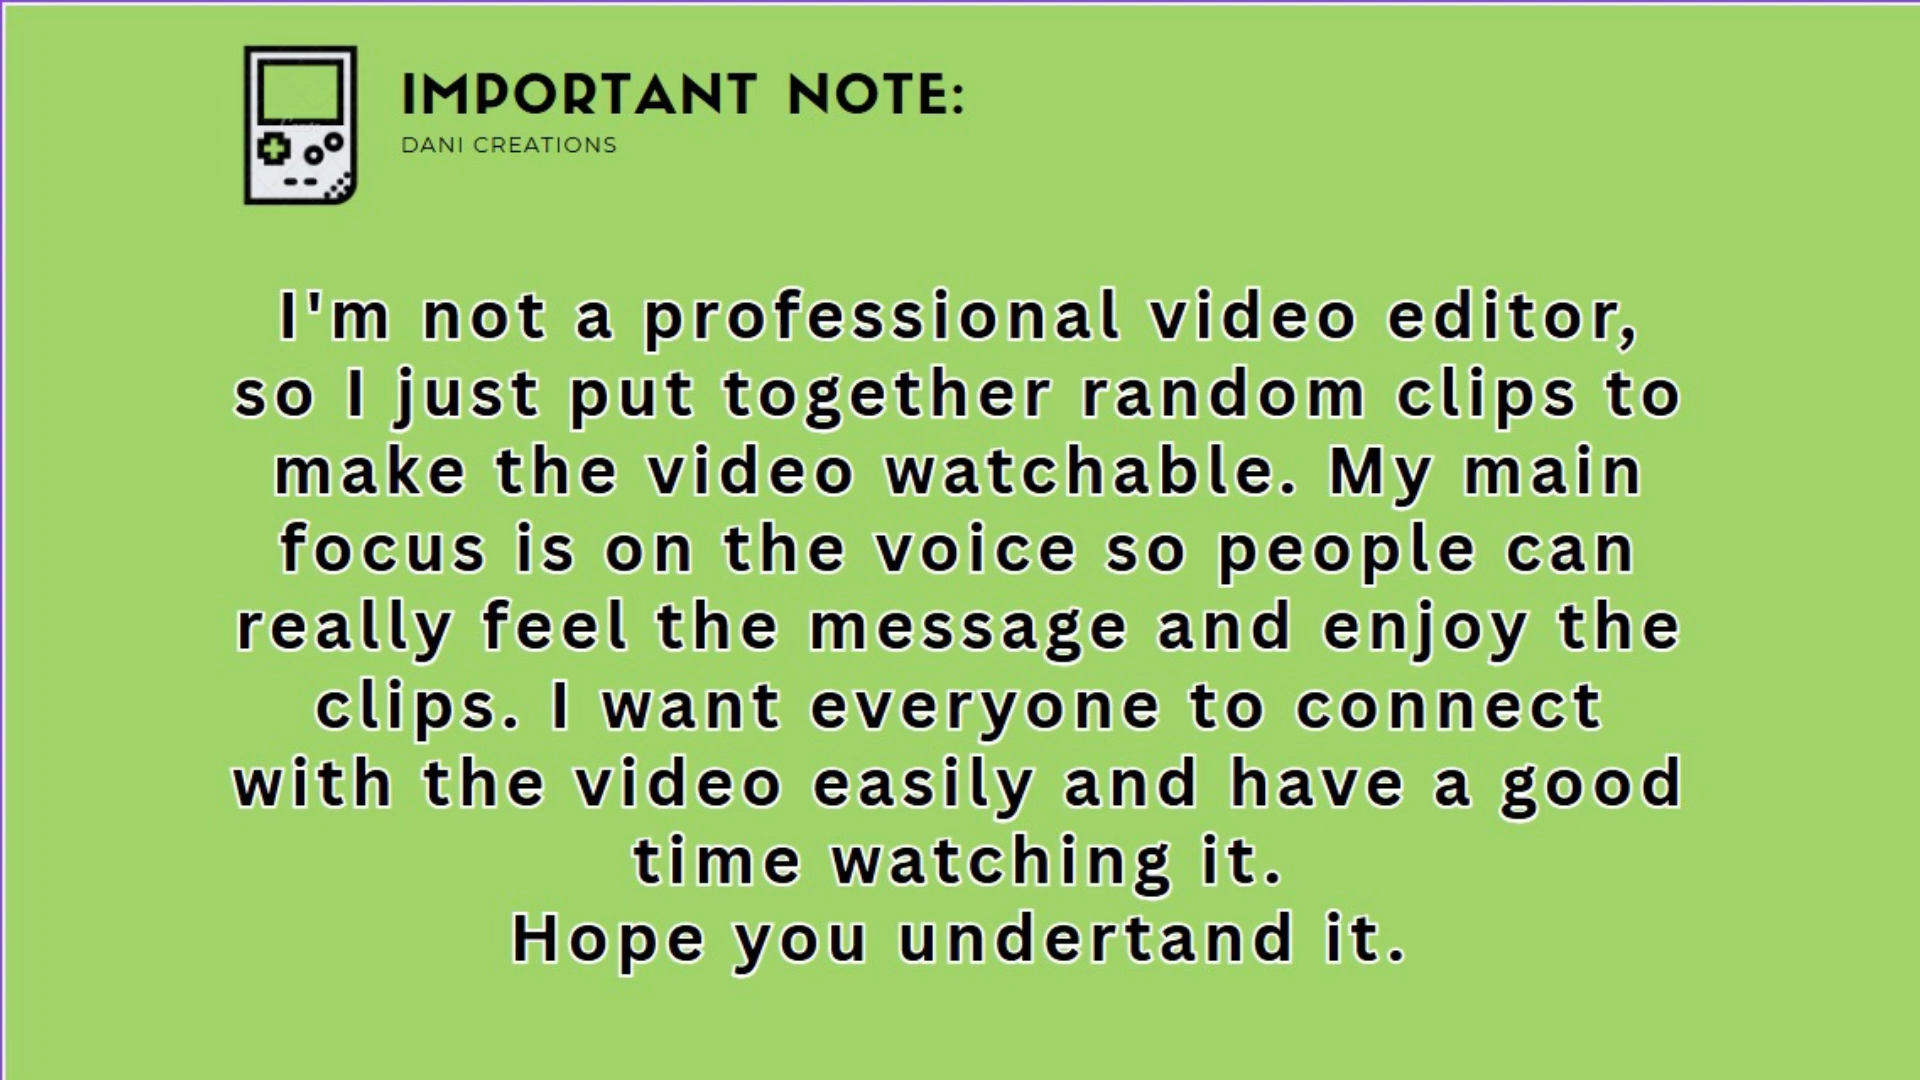 IMPORTANT NOTE:
DANI CREATIONS
I'm not a professional video editor,
so I just put together random clips to
make the video watchable. My main
focus is on the voice so people can
really feel the message and enjoy the
clips. I want everyone to connect
with the video easily and have a good
time watching it.
Hope you undertand it.